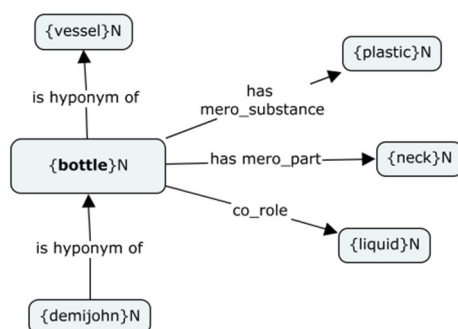 {vessel}N
{plastic}N
is hyponym of
has
mero_substance
{bottle}N
has mero_part
{neck}N
co_role
is hyponym of
{liquid}N
{demijohn}N